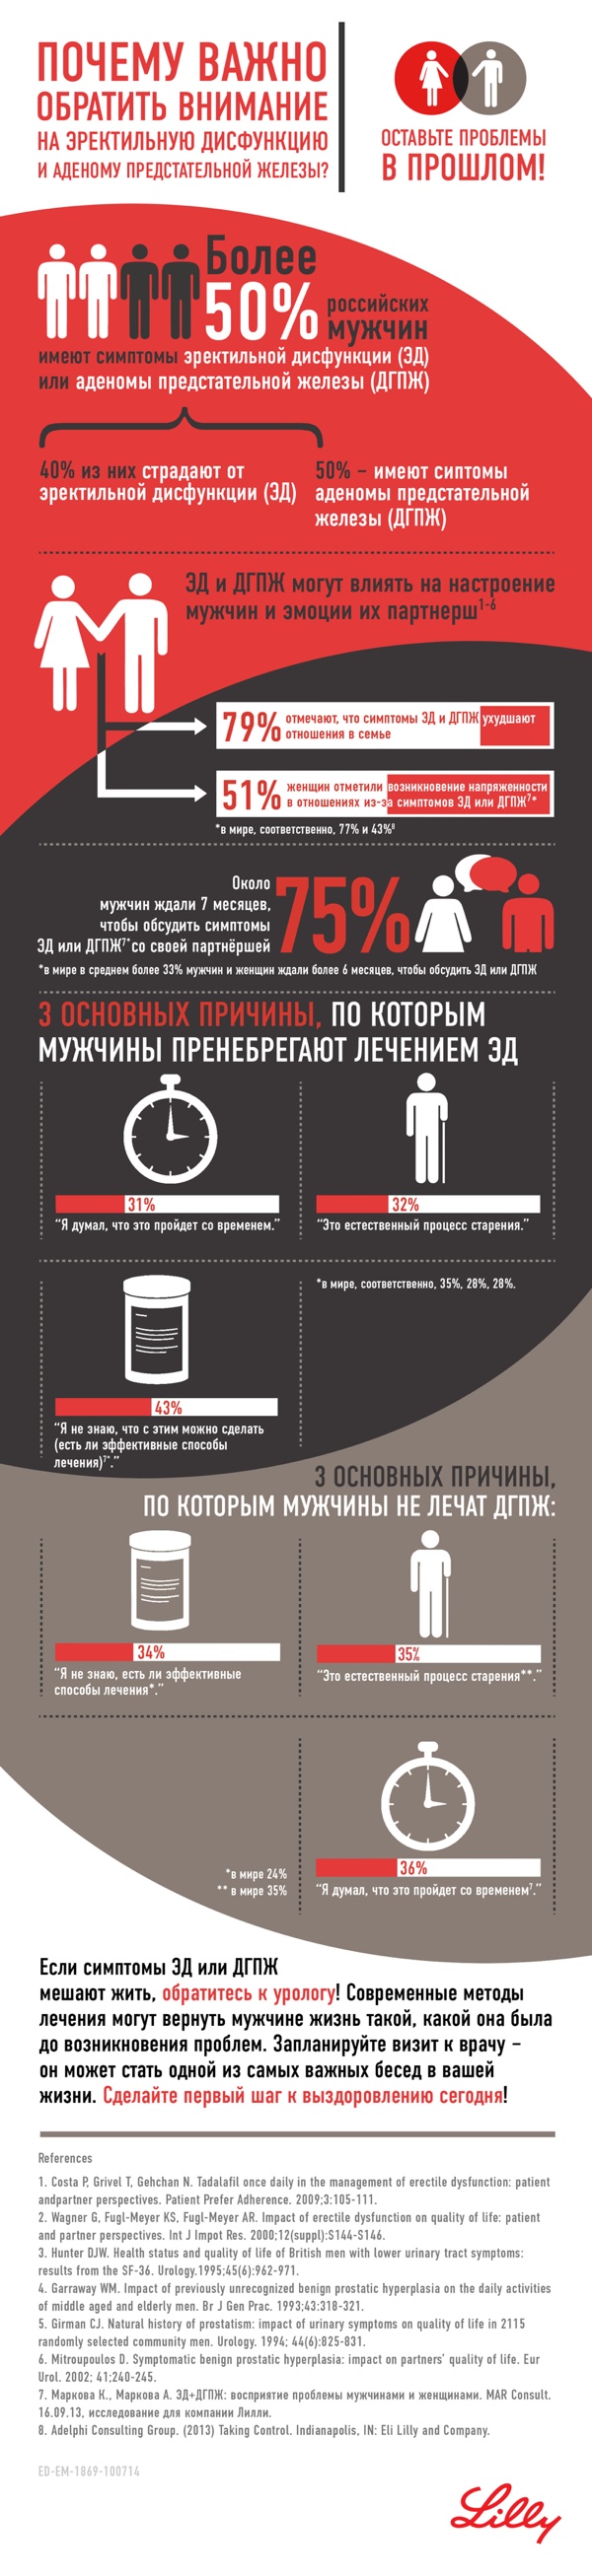 ПОЧЕМУ ВАЖНО
ОБРАТИТЬ ВНИМАНИЕ
НА ЭРЕКТИЛЬНУЮ ДИСФУНКЦИЮ
И АДЕНОМУ ПРЕДСТАТЕЛЬНОЙ ЖЕЛЕЗЫ?
ОСТАВЬТЕ ПРОБЛЕМЫ
В ПРОШЛОМ!
Более
50% российских
мужчин
имеют симптомы эректильной дисфункции (ЭД)
или аденомы предстательной железы (ДГПЖ)
40% из них страдают от
эректильной дисфункции (ЭД)
50% – имеют сиптомы
аденомы предстательной
железы (ДГПЖ)
ЭД и ДГПЖ могут влиять на настроение
мужчин и эмоции их партнерш1-6
79% отмечают, что симптомы ЭД и ДГПЖ ухудшают
отношения в семье
51% женщин отметили возникновение напряженности
в отношениях из-за симптомов ЭД или ДГПЖ7*
*в мире, соответственно, 77% и 43%8
Около
мужчин ждали 7 месяцев,
чтобы обсудить симптомы
ЭД или ДГПЖ7*со своей партнёршей
75%
*в мире в среднем более 33% мужчин и женщин ждали более 6 месяцев, чтобы обсудить ЭД или ДГПЖ
3 ОСНОВНЫХ ПРИЧИНЫ, ПО КОТОРЫМ
МУЖЧИНЫ ПРЕНЕБРЕГАЮТ ЛЕЧЕНИЕМ ЭД
31%
“Я думал, что это пройдет со временем.”
32%
“Это естественный процесс старения.”
*в мире, соответственно, 35%, 28%, 28%.
43%
“Я не знаю, что с этим можно сделать
(есть ли эффективные способы
лечения)7*.”
3 ОСНОВНЫХ ПРИЧИНЫ,
ПО КОТОРЫМ МУЖЧИНЫ НЕ ЛЕЧАТ ДГПЖ:
34%
“Я не знаю, есть ли эффективные
способы лечения*.”
35%
“Это естественный процесс старения**.”
*в мире 24%
** в мире 35%
36%
“Я думал, что это пройдет со временем7.”
Если симптомы ЭД или ДГПЖ
мешают жить, обратитесь к урологу! Современные методы
лечения могут вернуть мужчине жизнь такой, какой она была
до возникновения проблем. Запланируйте визит к врачу –
он может стать одной из самых важных бесед в вашей
жизни. Сделайте первый шаг к выздоровлению сегодня!
References
1. Costa P, Grivel T, Gehchan N. Tadalafil once daily in the management of erectile dysfunction: patient
andpartner perspectives. Patient Prefer Adherence. 2009;3:105-111.
2. Wagner G, Fugl-Meyer KS, Fugl-Meyer AR. Impact of erectile dysfunction on quality of life: patient
and partner perspectives. Int J Impot Res. 2000;12(suppl):S144-S146.
3. Hunter DJW. Health status and quality of life of British men with lower urinary tract symptoms:
results from the SF-36. Urology.1995;45(6):962-971.
4. Garraway WM. Impact of previously unrecognized benign prostatic hyperplasia on the daily activities
of middle aged and elderly men. Br J Gen Prac. 1993;43:318-321.
5. Girman CJ. Natural history of prostatism: impact of urinary symptoms on quality of life in 2115
randomly selected community men. Urology. 1994; 44(6):825-831.
6. Mitroupoulos D. Symptomatic benign prostatic hyperplasia: impact on partners’ quality of life. Eur
Urol. 2002; 41;240-245.
7. Маркова К., Маркова А. ЭД+ДГПЖ: восприятие проблемы мужчинами и женщинами. MAR Consult.
16.09.13, исследование для компании Лилли.
8. Adelphi Consulting Group. (2013) Taking Control. Indianapolis, IN: Eli Lilly and Company.
ED-EM-1869-100714
Lilly